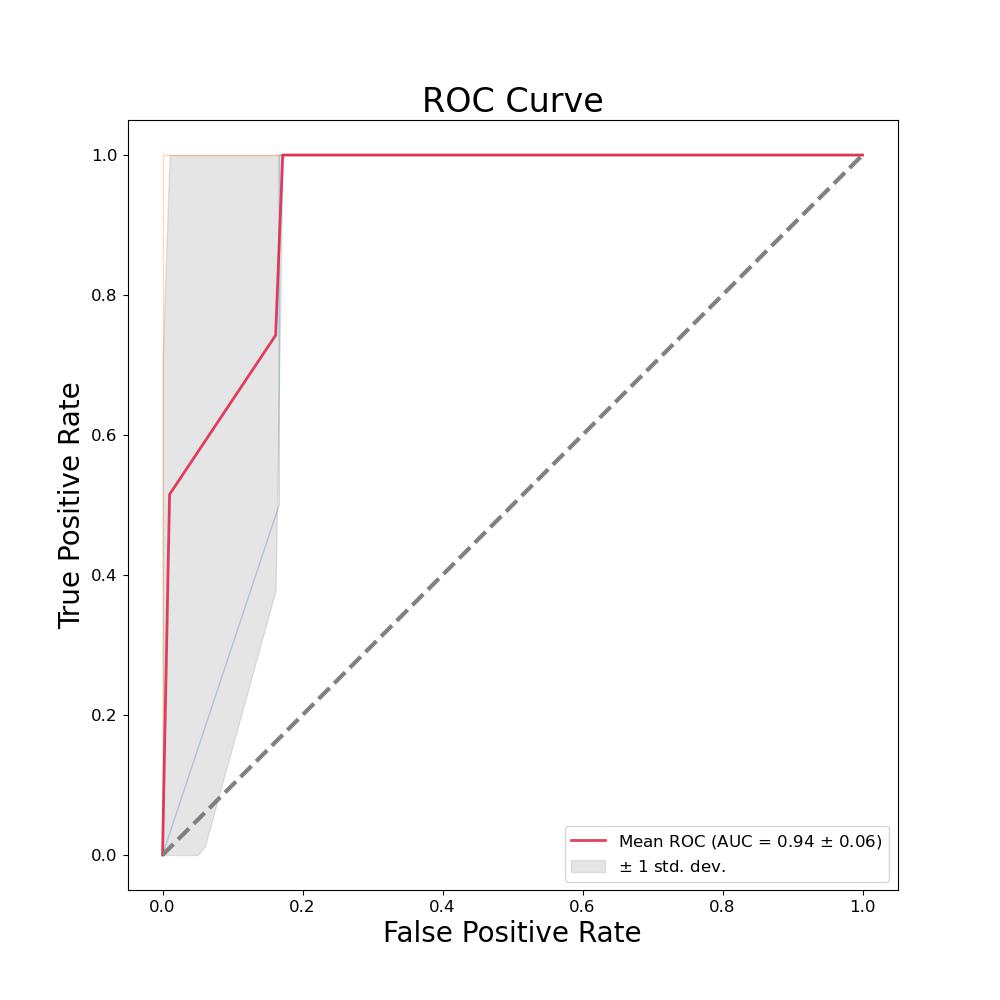 ROC Curve
1.0
0.8
0.6
0.4
0.2
0.0
True Positive Rate
Mean ROC (AUC = 0.94 ± 0.06)
± 1 std. dev.
0.0 0.2 0.4 0.6 0.8 1.0
False Positive Rate